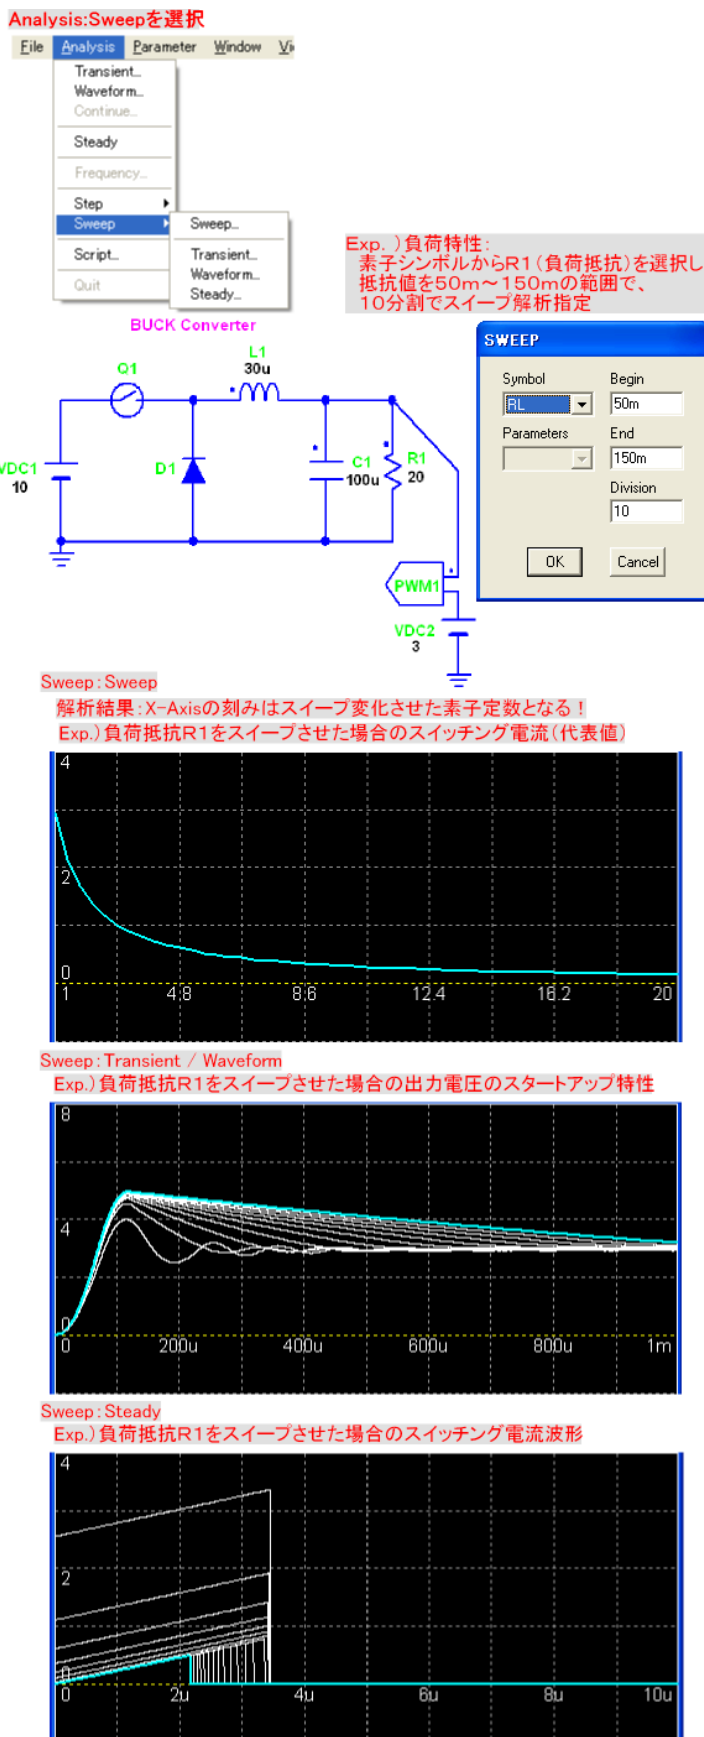 Analysis:Sweepを選択
File Analysis Parameter Window
Transient...
Waveform...
Continue...
Steady
Frequency...
Step
Sweep
Script...
Quit
Sweep...
Transient...
Waveform...
Steady...
Exp. )負荷特性:
素子シンボルからR1(負荷抵抗)を選択し
抵抗値を50m～150mの範囲で、
10分割でスイープ解析指定
BUCK Converter
Q1
L1
30u
VDC1
10
D1
C1
100u
R1
20
PWM1
VDC2
3
SWEEP
Symbol
RL
Parameters
Begin
50m
End
150m
Division
10
OK Cancel
Sweep:Sweep
解析結果:X-Axisの刻みはスイープ変化させた素子定数となる！
Exp.)負荷抵抗R1をスイープさせた場合のスイッチング電流(代表値)
4
2
0
1 4.8 8.6 12.4 16.2 20
Sweep:Transient / Waveform
Exp.)負荷抵抗R1をスイープさせた場合の出力電圧のスタートアップ特性
8
4
0
0 200u 400u 600u 800u 1m
Sweep:Steady
Exp.)負荷抵抗R1をスイープさせた場合のスイッチング電流波形
4
2
0
0 2u 4u 6u 8u 10u